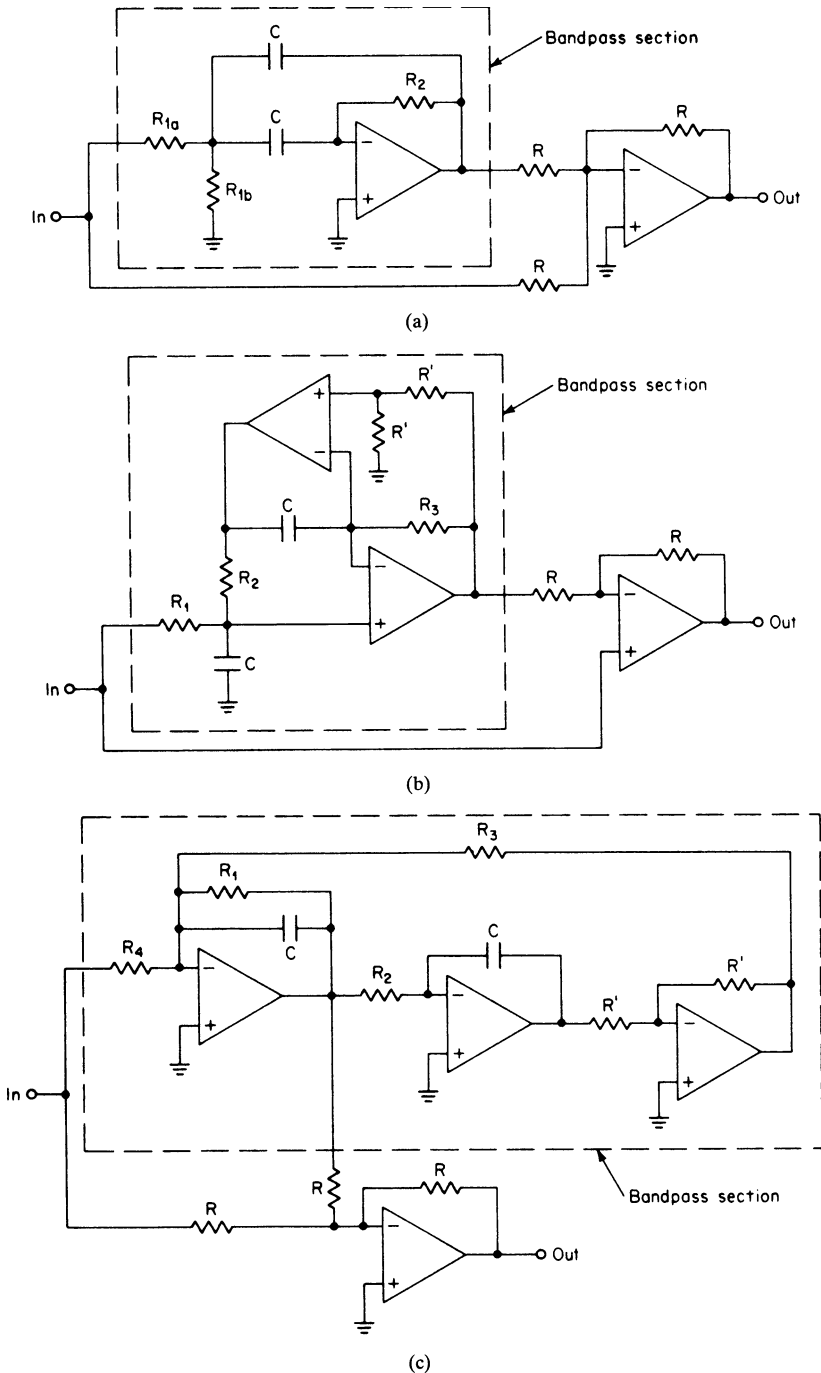 C
Bandpass section
R2
R1a
C
R
R1b
R
In
Out
R
(a)
R'
Bandpass section
R'
C
R3
R
R2
R
R1
Out
C
In
(b)
R3
R1
C
C
R4
R2
R'
R'
In
R
Bandpass section
R
R
Out
(c)